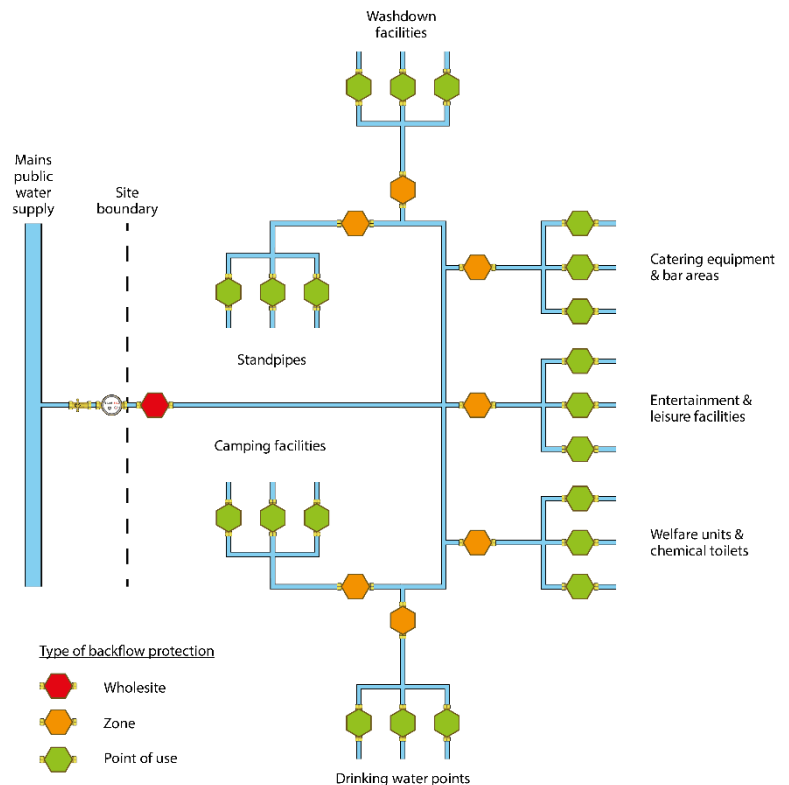 Washdown
facilities
Mains
public
water
supply
Site
boundary
Catering equipment
& bar areas
Standpipes
Entertainment &
leisure facilities
Camping facilities
Welfare units &
chemical toilets
Type of backflow protection
Wholesite
Zone
Point of use
Drinking water points